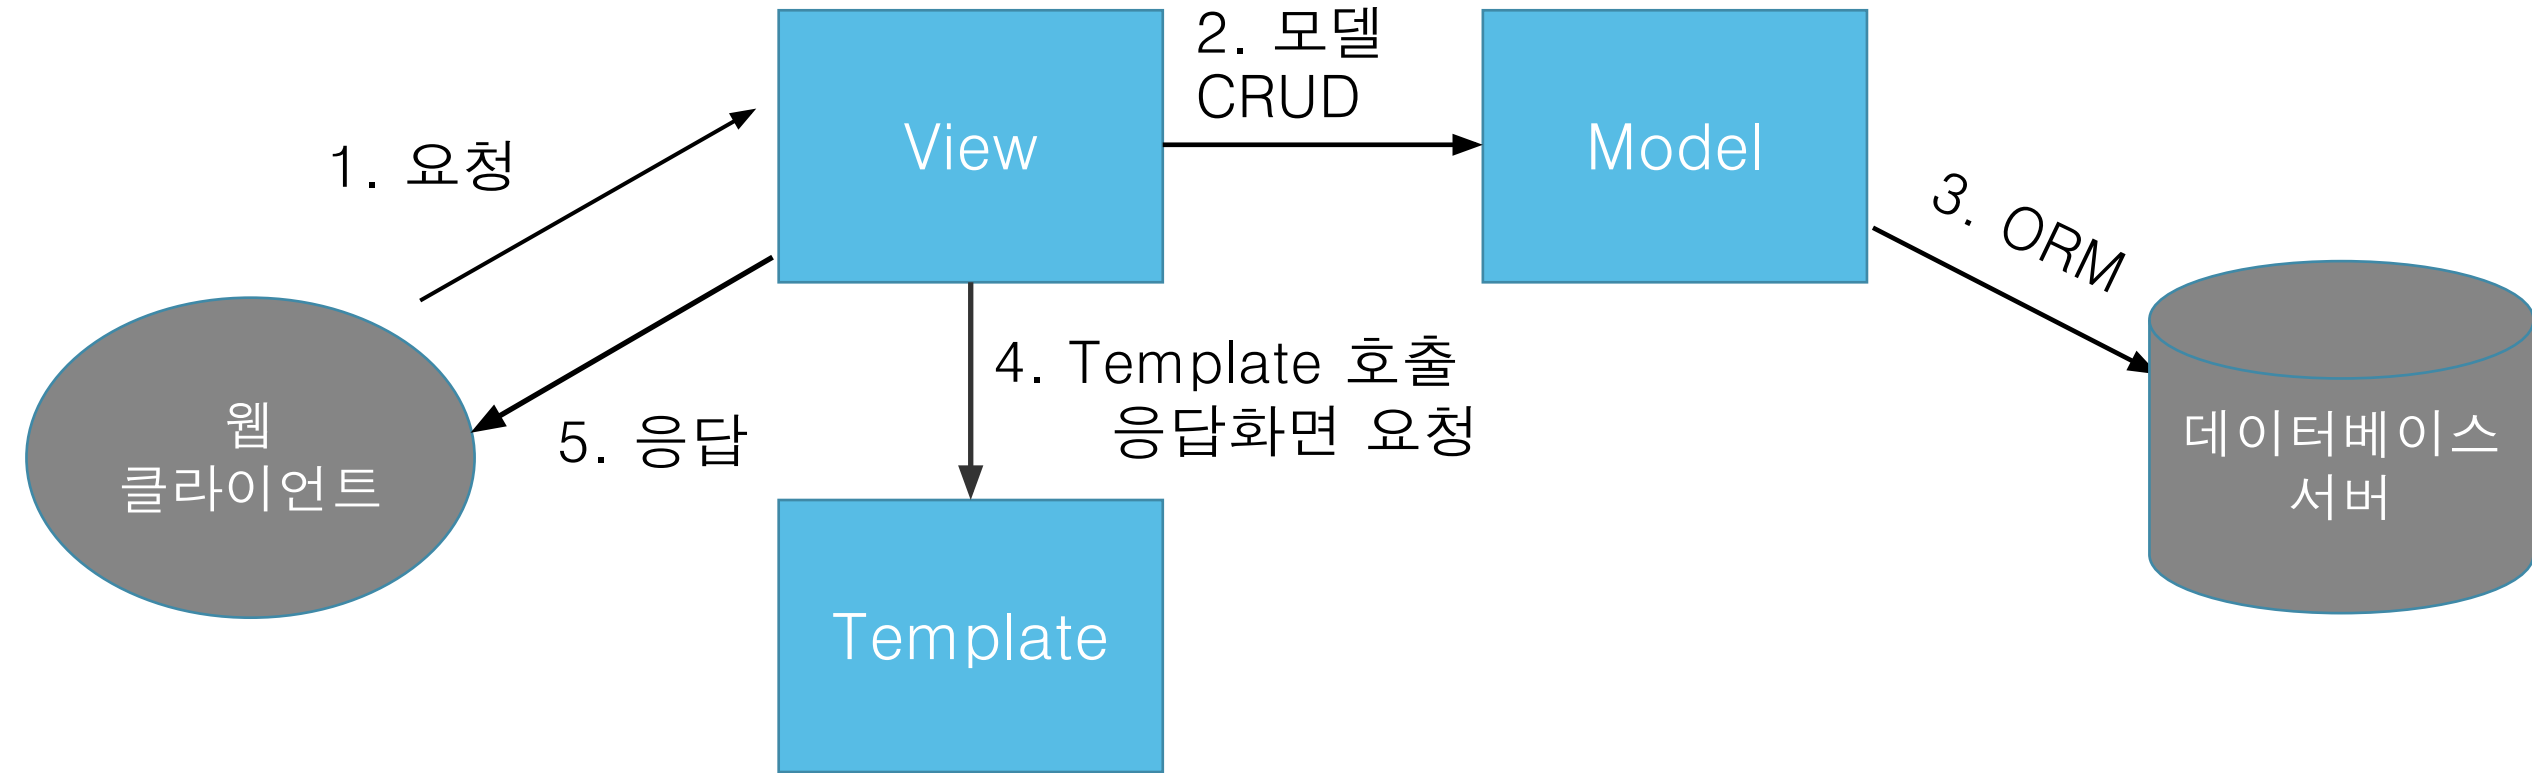 2. 모델
CRUD
View
Model
1. 요청
3. ORM
4. Template 호출
응답화면 요청
웹
클라이언트
5. 응답
데이터베이스
서버
Template